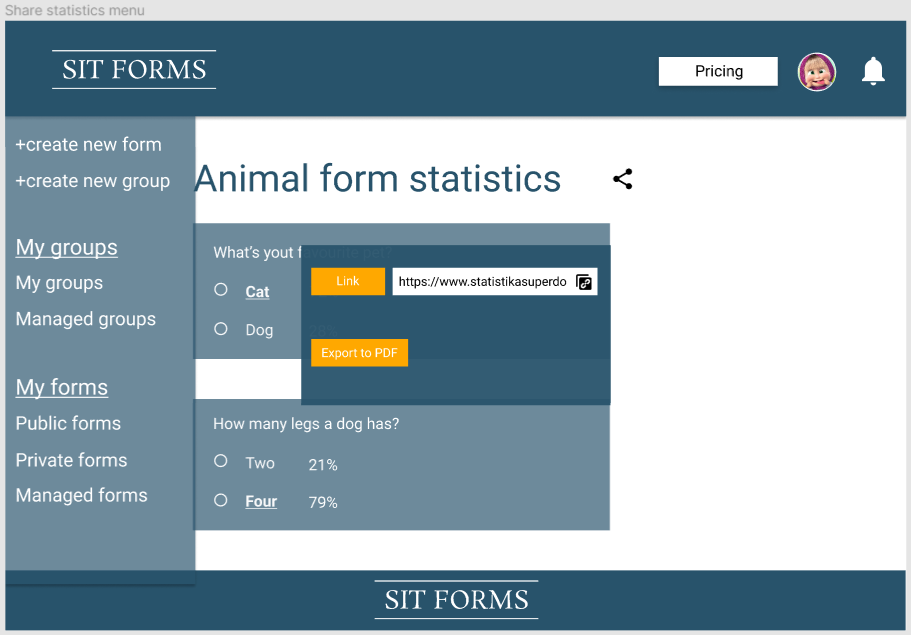 Share statistics menu
SIT FORMS
Pricing
+create new form
+create new group
My groups
My groups
Managed groups
My forms
Public forms
Private forms
Managed forms
Animal form statistics
What's yout favourite pet?
Cat
Dog
28%
Link
https://www.statistikasuperdo
Export to PDF
How many legs a dog has?
Two 21%
Four 79%
SIT FORMS